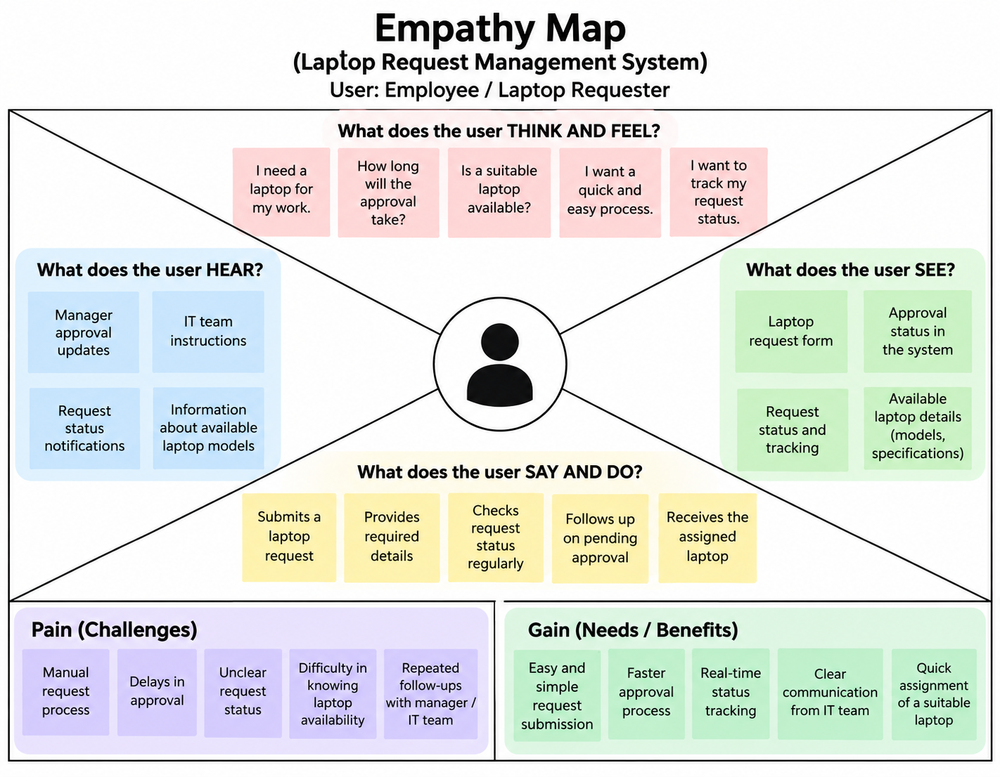 Empathy Map
(Laptop Request Management System)
User: Employee / Laptop Requester
What does the user THINK AND FEEL?
I need a
laptop for
my work.
How long
will the
approval
take?
Is a suitable
laptop
available?
I want a
quick and
easy process.
I want to
track my
request
status.
What does the user HEAR?
Manager
approval
updates
IT team
instructions
Request
status
notifications
Information
about available
laptop models
What does the user SEE?
Laptop
request form
Approval
status in
the system
Request
status and
tracking
Available
laptop details
(models,
specifications)
What does the user SAY AND DO?
Submits a
laptop
request
Provides
required
details
Checks
request
status
regularly
Follows up
on pending
approval
Receives the
assigned
laptop
Pain (Challenges)
Manual
request
process
Delays in
approval
Unclear
request
status
Difficulty in
knowing
laptop
availability
Repeated
follow-ups
with manager /
IT team
Gain (Needs / Benefits)
Easy and
simple
request
submission
Faster
approval
process
Real-time
status
tracking
Clear
communication
from IT team
Quick
assignment
of a suitable
laptop